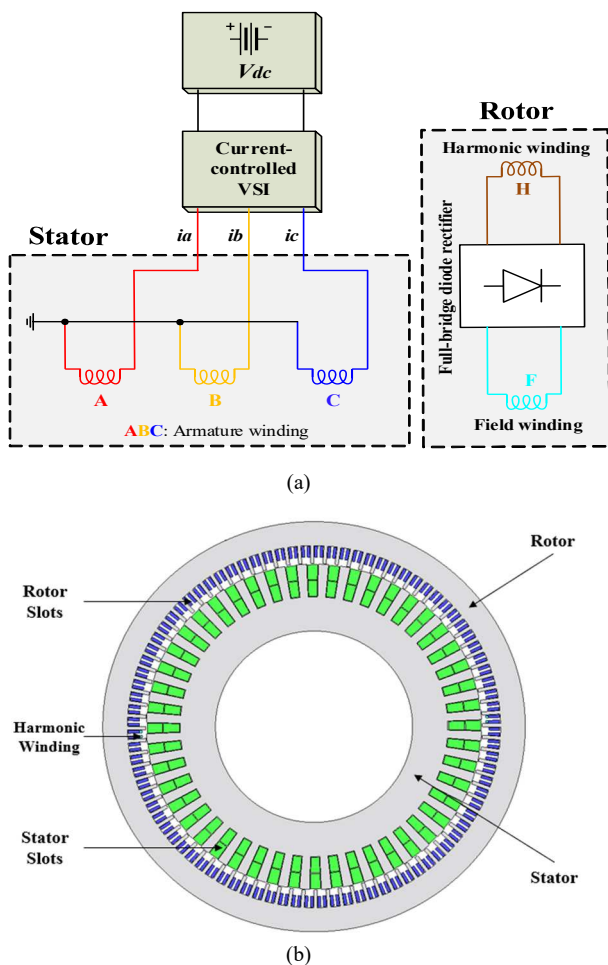 + −
Vdc
Current-
controlled
VSI
Rotor
Harmonic winding
H
Full-bridge diode rectifier
F
Field winding
Stator
ia ib ic
A B C
ABC: Armature winding
(a)
Rotor
Rotor
Slots
Harmonic
Winding
Stator
Slots
Stator
(b)